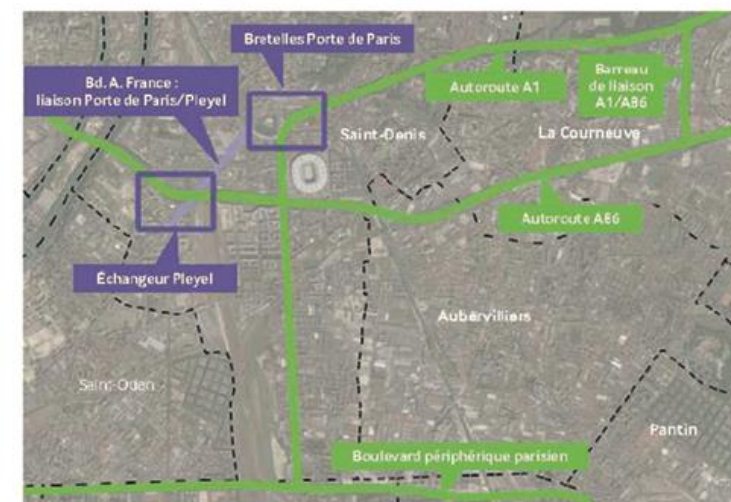 Bretelles Porte de Paris
Bd. A. France :
liaison Porte de Paris/Pleyel
Autoroute A1
Barreau
de liaison
A1/A86
Saint-Denis
La Courneuve
Autoroute A86
Échangeur Pleyel
Aubervilliers
Saint-Ouen
Pantin
Boulevard périphérique parisien